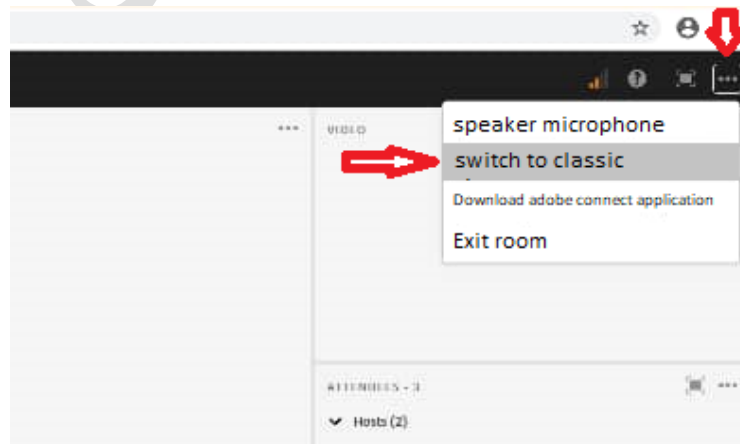 speaker microphone
VIDEO
switch to classic
Download adobe connect application
Exit room
ATTENDEES - 3
Hosts (2)